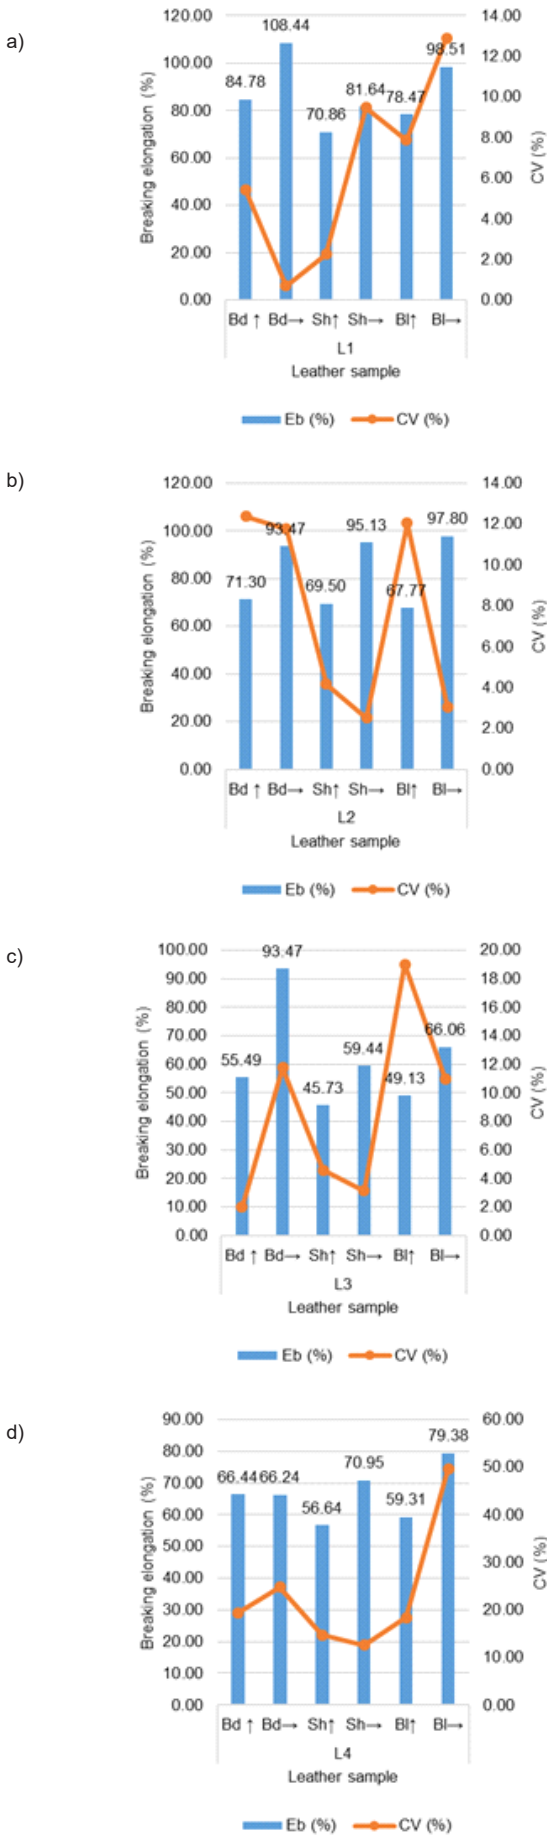 a)
120.00 14.00
108.44
100.00 12.00
98.51
84.78 81.64 78.47
80.00 10.00
70.86
60.00 8.00
40.00 6.00
20.00 4.00
0.00 2.00
0.00
Breaking elongation (%)
CV (%)
Bd ↑ Bd→ Sh↑ Sh→ Bl↑ Bl→
L1
Leather sample
Eb (%) CV (%)
b)
120.00 14.00
100.00 12.00
93.47 95.13 97.80
80.00 10.00
71.30 69.50 67.77
60.00 8.00
40.00 6.00
20.00 4.00
0.00 2.00
0.00
Breaking elongation (%)
CV (%)
Bd ↑ Bd→ Sh↑ Sh→ Bl↑ Bl→
L2
Leather sample
Eb (%) CV (%)
c)
100.00 20.00
93.47
90.00 18.00
80.00 16.00
70.00 14.00
66.06
60.00 12.00
55.49 59.44
50.00 10.00
45.73 49.13
40.00 8.00
30.00 6.00
20.00 4.00
10.00 2.00
0.00 0.00
Breaking elongation (%)
CV (%)
Bd ↑ Bd→ Sh↑ Sh→ Bl↑ Bl→
L3
Leather sample
Eb (%) CV (%)
d)
90.00 60.00
79.38
80.00 50.00
70.95
70.00
66.44 66.24
60.00 40.00
56.64 59.31
50.00
40.00 30.00
30.00 20.00
20.00
10.00 10.00
0.00 0.00
Breaking elongation (%)
CV (%)
Bd ↑ Bd→ Sh↑ Sh→ Bl↑ Bl→
L4
Leather sample
Eb (%) CV (%)